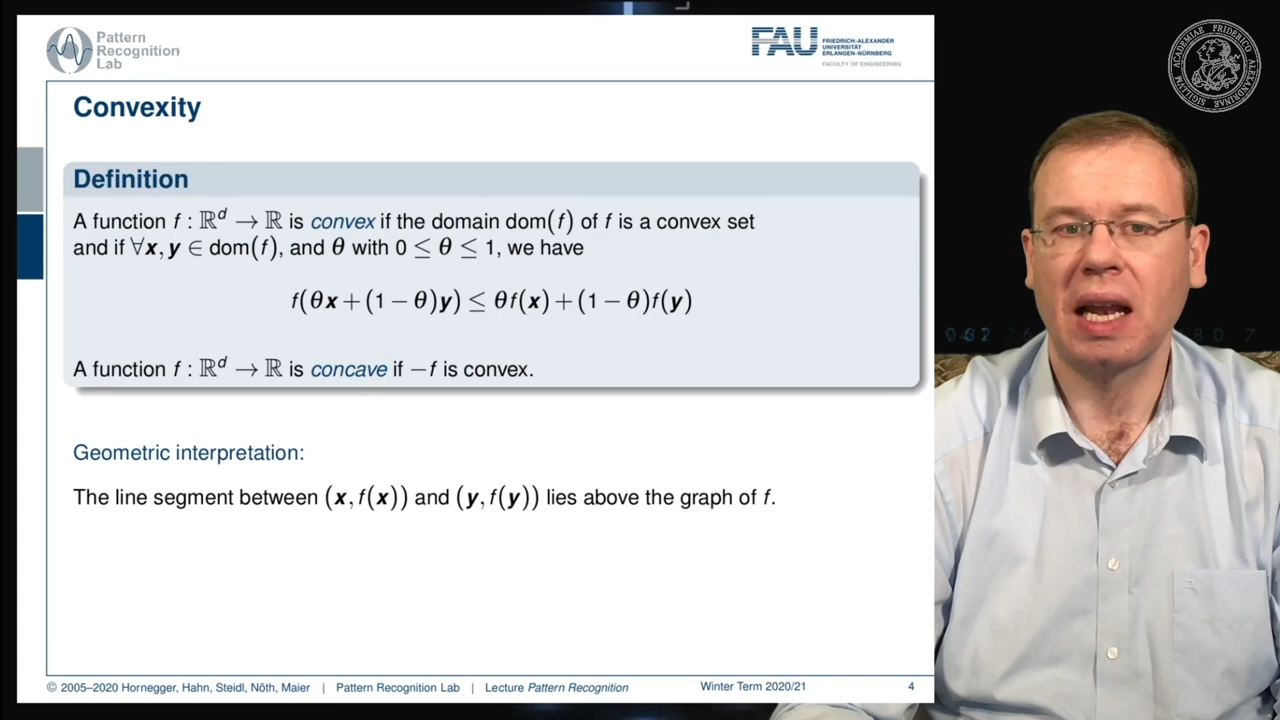 Pattern
Recognition
Lab
FAU
FRIEDRICH-ALEXANDER
UNIVERSITÄT
ERLANGEN-NÜRNBERG
FACULTY OF ENGINEERING
Convexity
Definition
A function f : ℝᵈ → ℝ is convex if the domain dom(f) of f is a convex set
and if ∀x, y ∈ dom(f), and θ with 0 ≤ θ ≤ 1, we have
f(θx + (1 − θ)y) ≤ θf(x) + (1 − θ)f(y)
A function f : ℝᵈ → ℝ is concave if −f is convex.
Geometric interpretation:
The line segment between (x, f(x)) and (y, f(y)) lies above the graph of f.
© 2005–2020 Hornegger, Hahn, Steidl, Nöth, Maier | Pattern Recognition Lab | Lecture Pattern Recognition Winter Term 2020/21 4